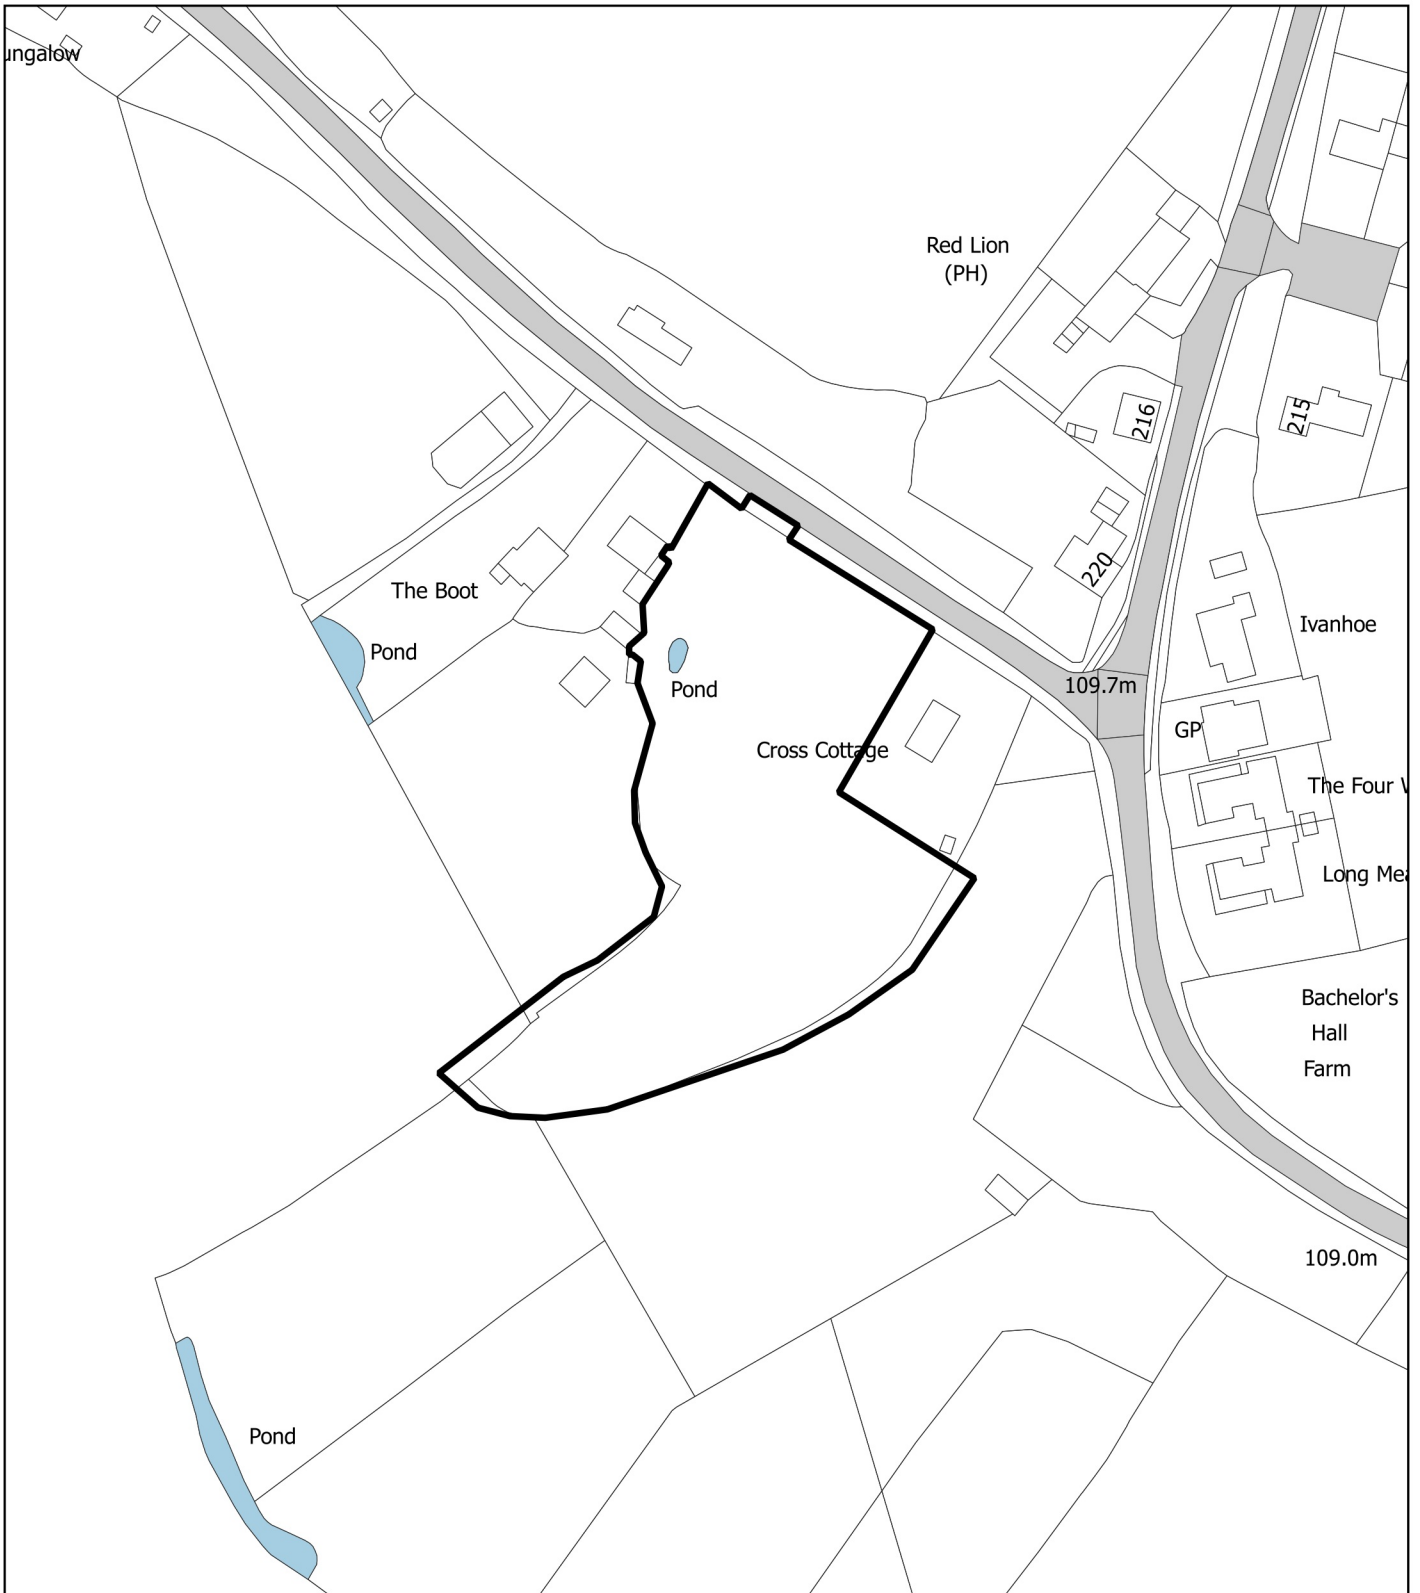 ungalow
Red Lion
(PH)
216
215
220
The Boot
Pond
Pond
Ivanhoe
109.7m
GP
Cross Cottage
The Four
Long Mea
Bachelor's
Hall
Farm
109.0m
Pond